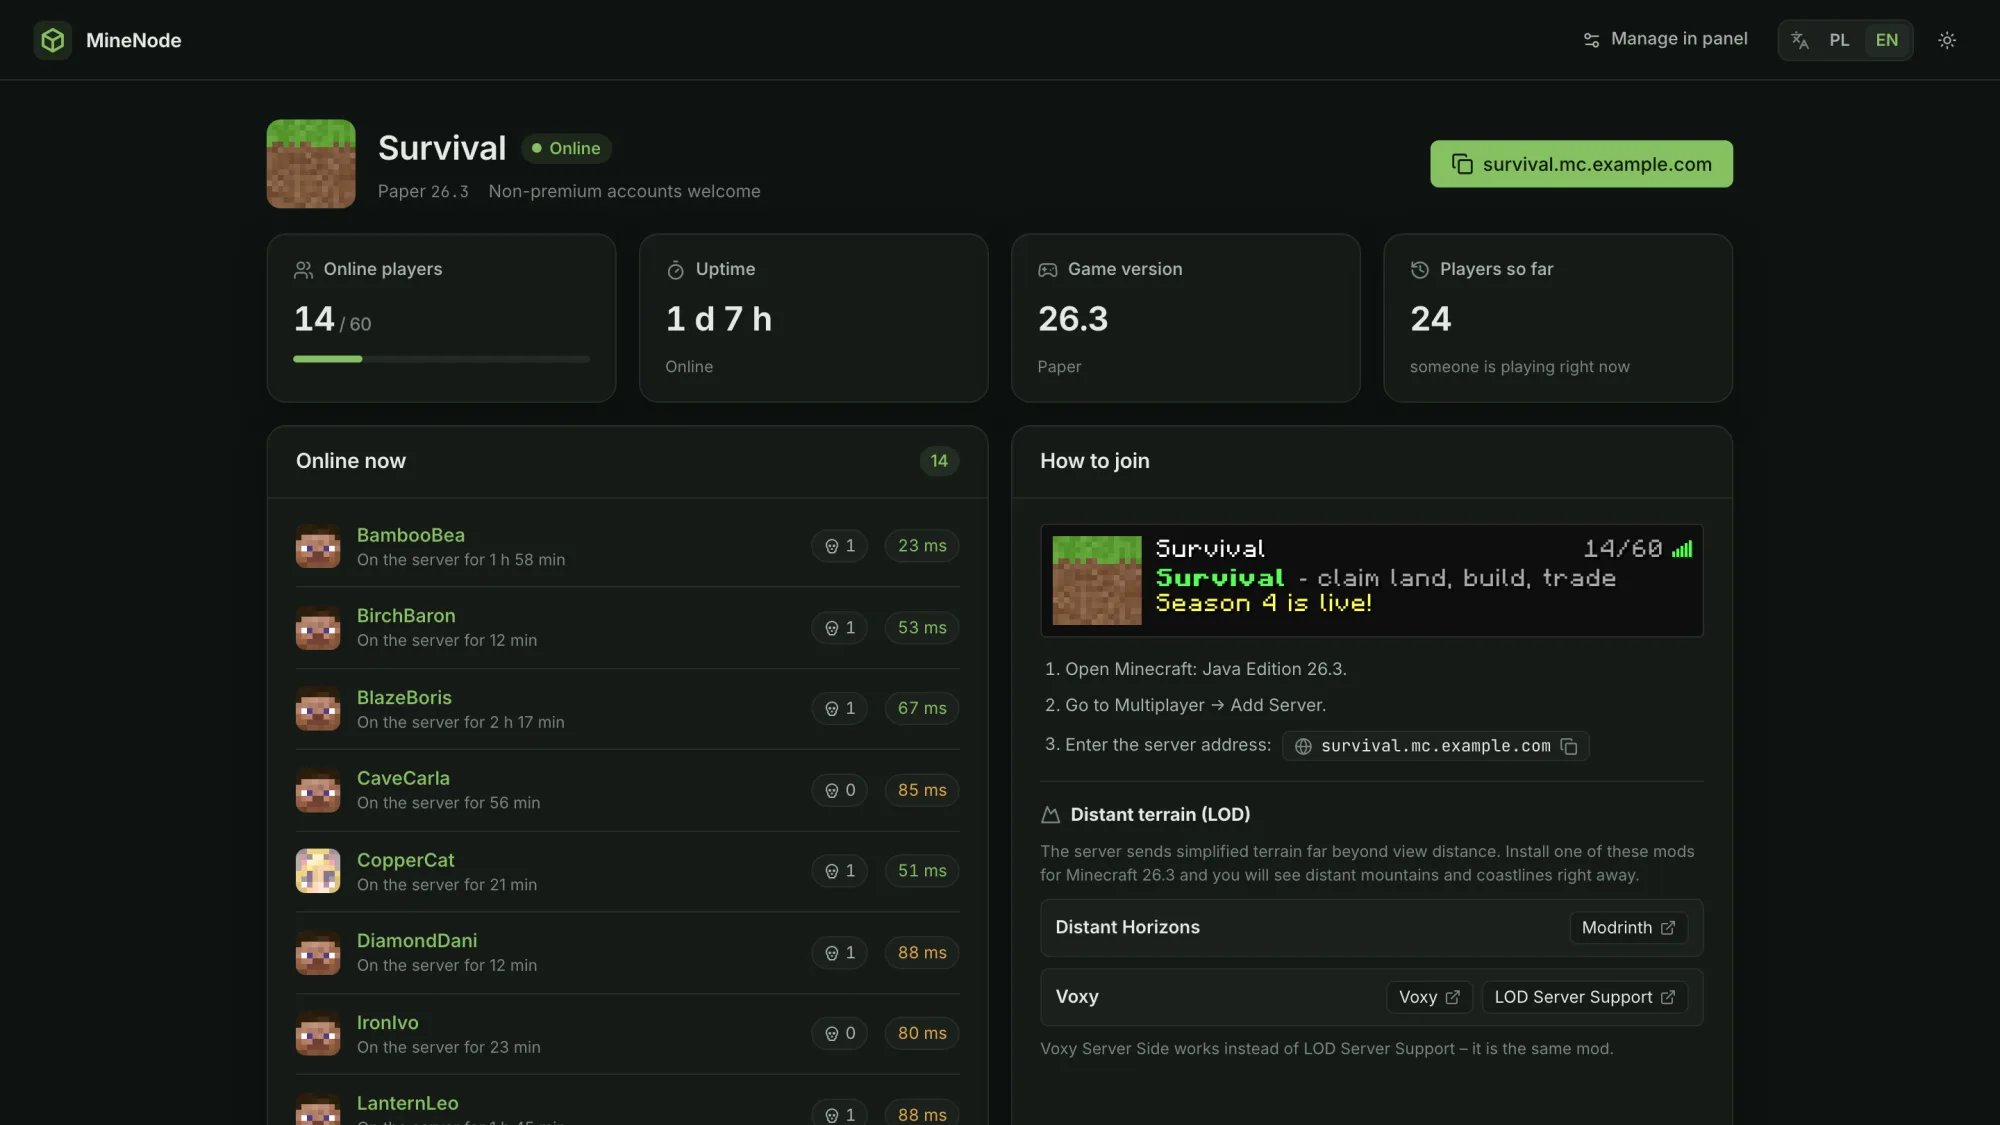 MineNode
Manage in panel
PL
EN
Survival
Online
Paper 26.3 Non-premium accounts welcome
survival.mc.example.com
Online players
14 / 60
Uptime
1 d 7 h
Online
Game version
26.3
Paper
Players so far
24
someone is playing right now
Online now
14
BambooBea
On the server for 1 h 58 min
1
23 ms
BirchBaron
On the server for 12 min
1
53 ms
BlazeBoris
On the server for 2 h 17 min
1
67 ms
CaveCarla
On the server for 56 min
0
85 ms
CopperCat
On the server for 21 min
1
51 ms
DiamondDani
On the server for 12 min
1
88 ms
IronIvo
On the server for 23 min
0
80 ms
LanternLeo
1
88 ms
How to join
Survival 14/60
Survival - claim land, build, trade
Season 4 is live!
1. Open Minecraft: Java Edition 26.3.
2. Go to Multiplayer → Add Server.
3. Enter the server address: survival.mc.example.com
Distant terrain (LOD)
The server sends simplified terrain far beyond view distance. Install one of these mods
for Minecraft 26.3 and you will see distant mountains and coastlines right away.
Distant Horizons
Modrinth
Voxy
Voxy
LOD Server Support
Voxy Server Side works instead of LOD Server Support – it is the same mod.